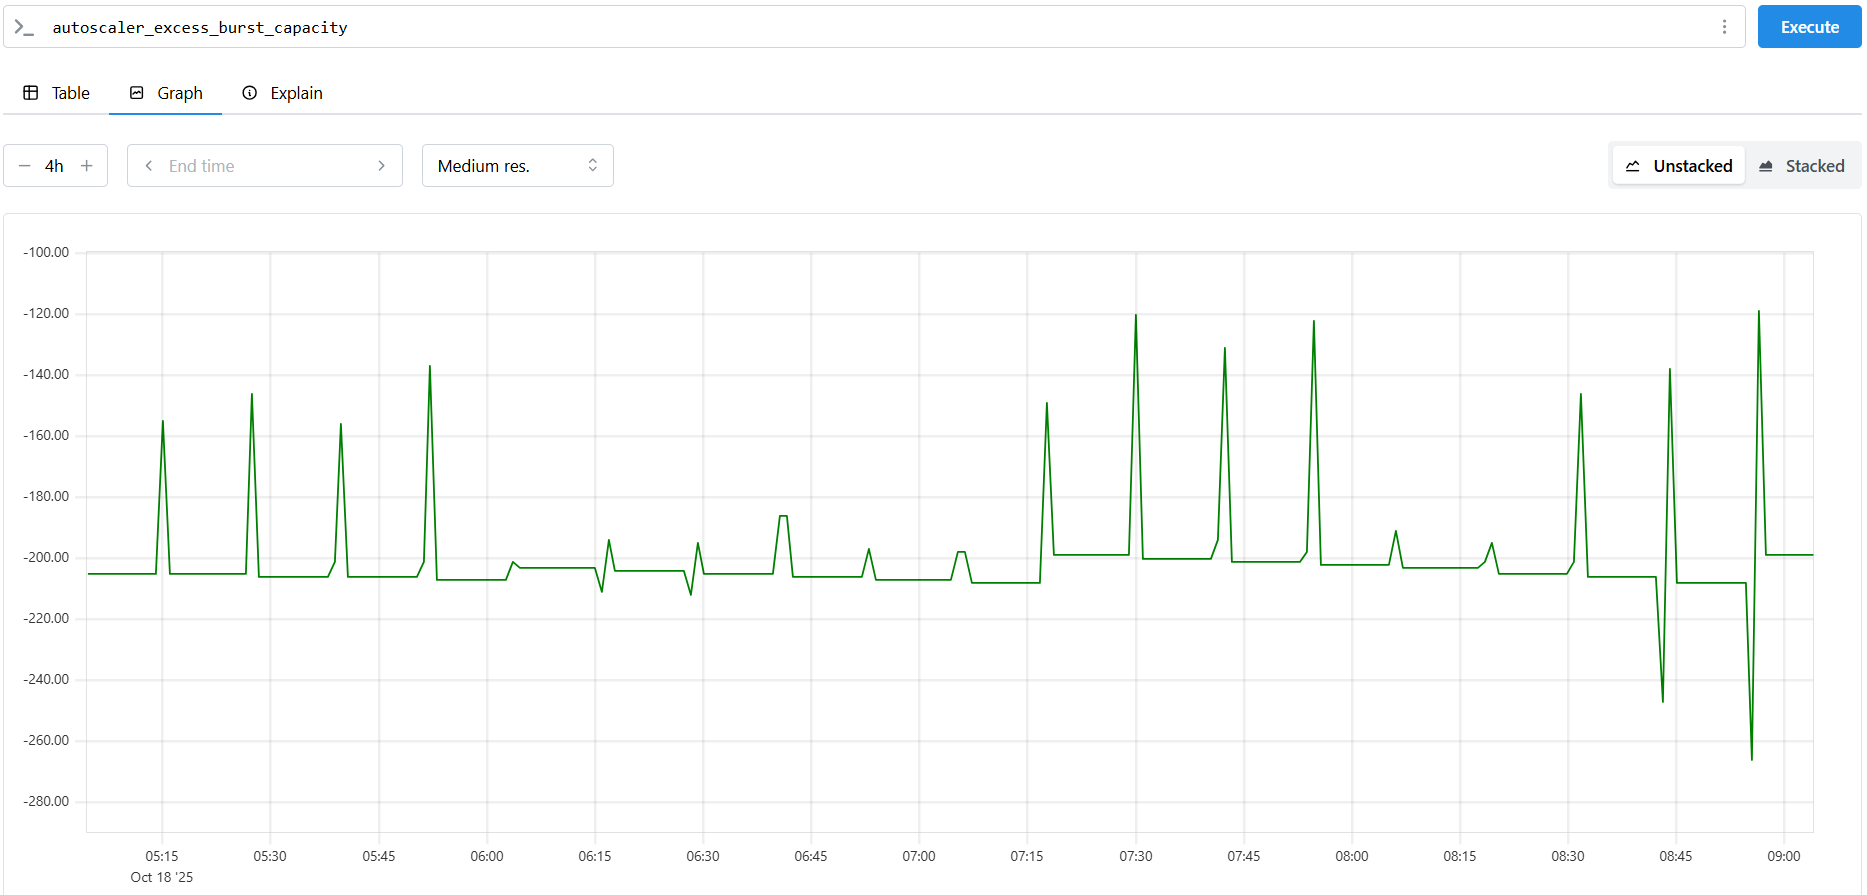 autoscaler_excess_burst_capacity
Execute
Table Graph Explain
4h End time Medium res. Unstacked Stacked
-100.00
-120.00
-140.00
-160.00
-180.00
-200.00
-220.00
-240.00
-260.00
-280.00
05:15 05:30 05:45 06:00 06:15 06:30 06:45 07:00 07:15 07:30 07:45 08:00 08:15 08:30 08:45 09:00
Oct 18 '25